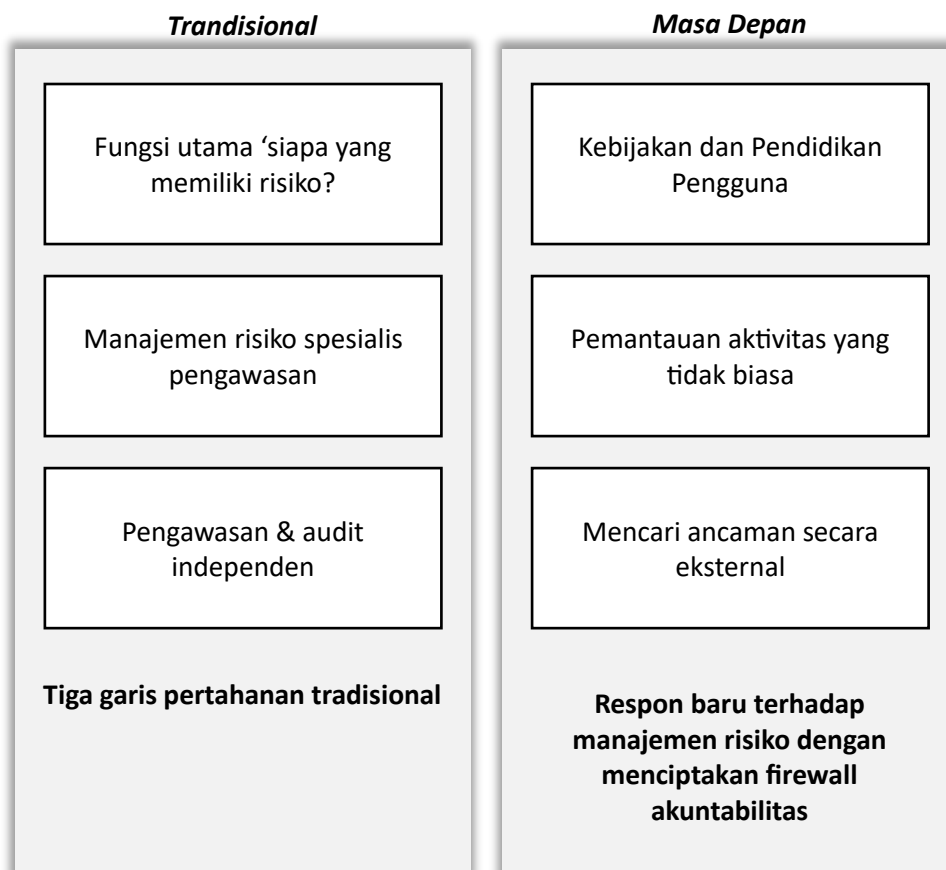 Trandisional
Fungsi utama ‘siapa yang
memiliki risiko?
Manajemen risiko spesialis
pengawasan
Pengawasan & audit
independen
Tiga garis pertahanan tradisional
Masa Depan
Kebijakan dan Pendidikan
Pengguna
Pemantauan aktivitas yang
tidak biasa
Mencari ancaman secara
eksternal
Respon baru terhadap
manajemen risiko dengan
menciptakan firewall
akuntabilitas